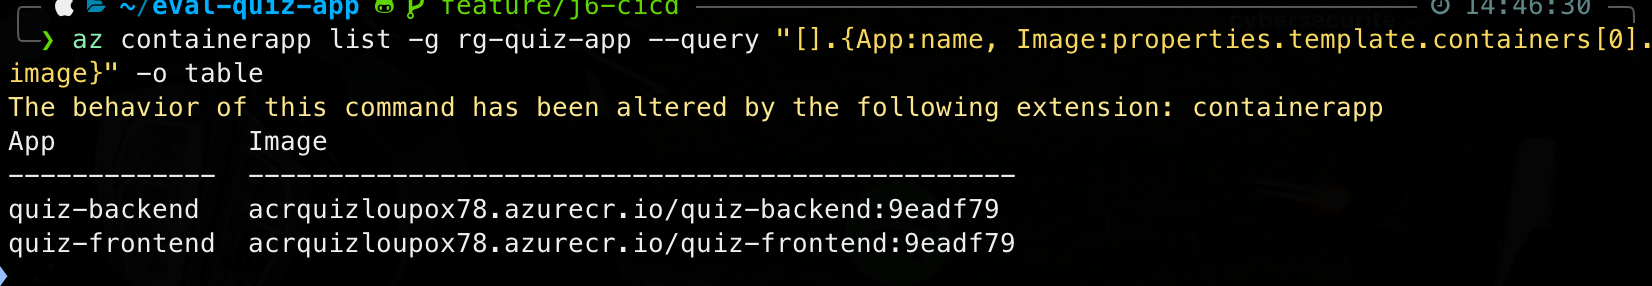 ~/eval-quiz-app feature/j6-cicd 14:46:30
❯ az containerapp list -g rg-quiz-app --query "[].{App:name, Image:properties.template.containers[0].
image}" -o table
The behavior of this command has been altered by the following extension: containerapp
App Image
------------- ------------------------------------------------
quiz-backend acrquizloupox78.azurecr.io/quiz-backend:9eadf79
quiz-frontend acrquizloupox78.azurecr.io/quiz-frontend:9eadf79